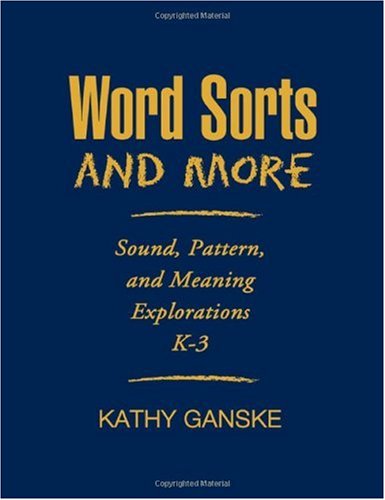 Copyrighted Material
Word Sorts
AND MORE
Sound, Pattern,
and Meaning
Explorations
K-3
KATHY GANSKE
Copyrighted Material